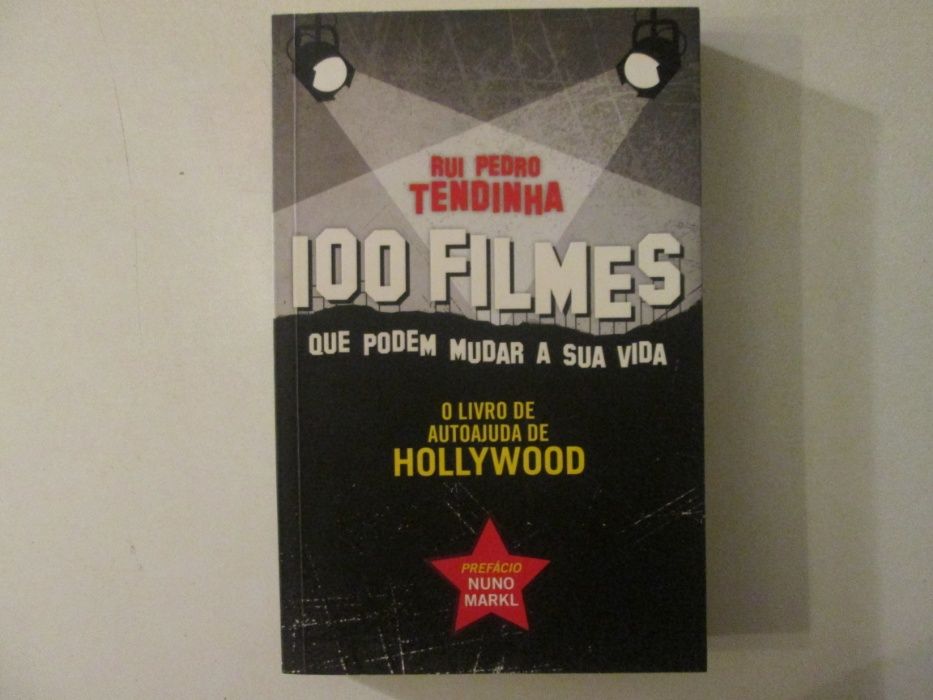 RUI PEDRO
TENDINHA
100 FILMES
QUE PODEM MUDAR A SUA VIDA
O LIVRO DE
AUTOAJUDA DE
HOLLYWOOD
PREFÁCIO
NUNO
MARKL